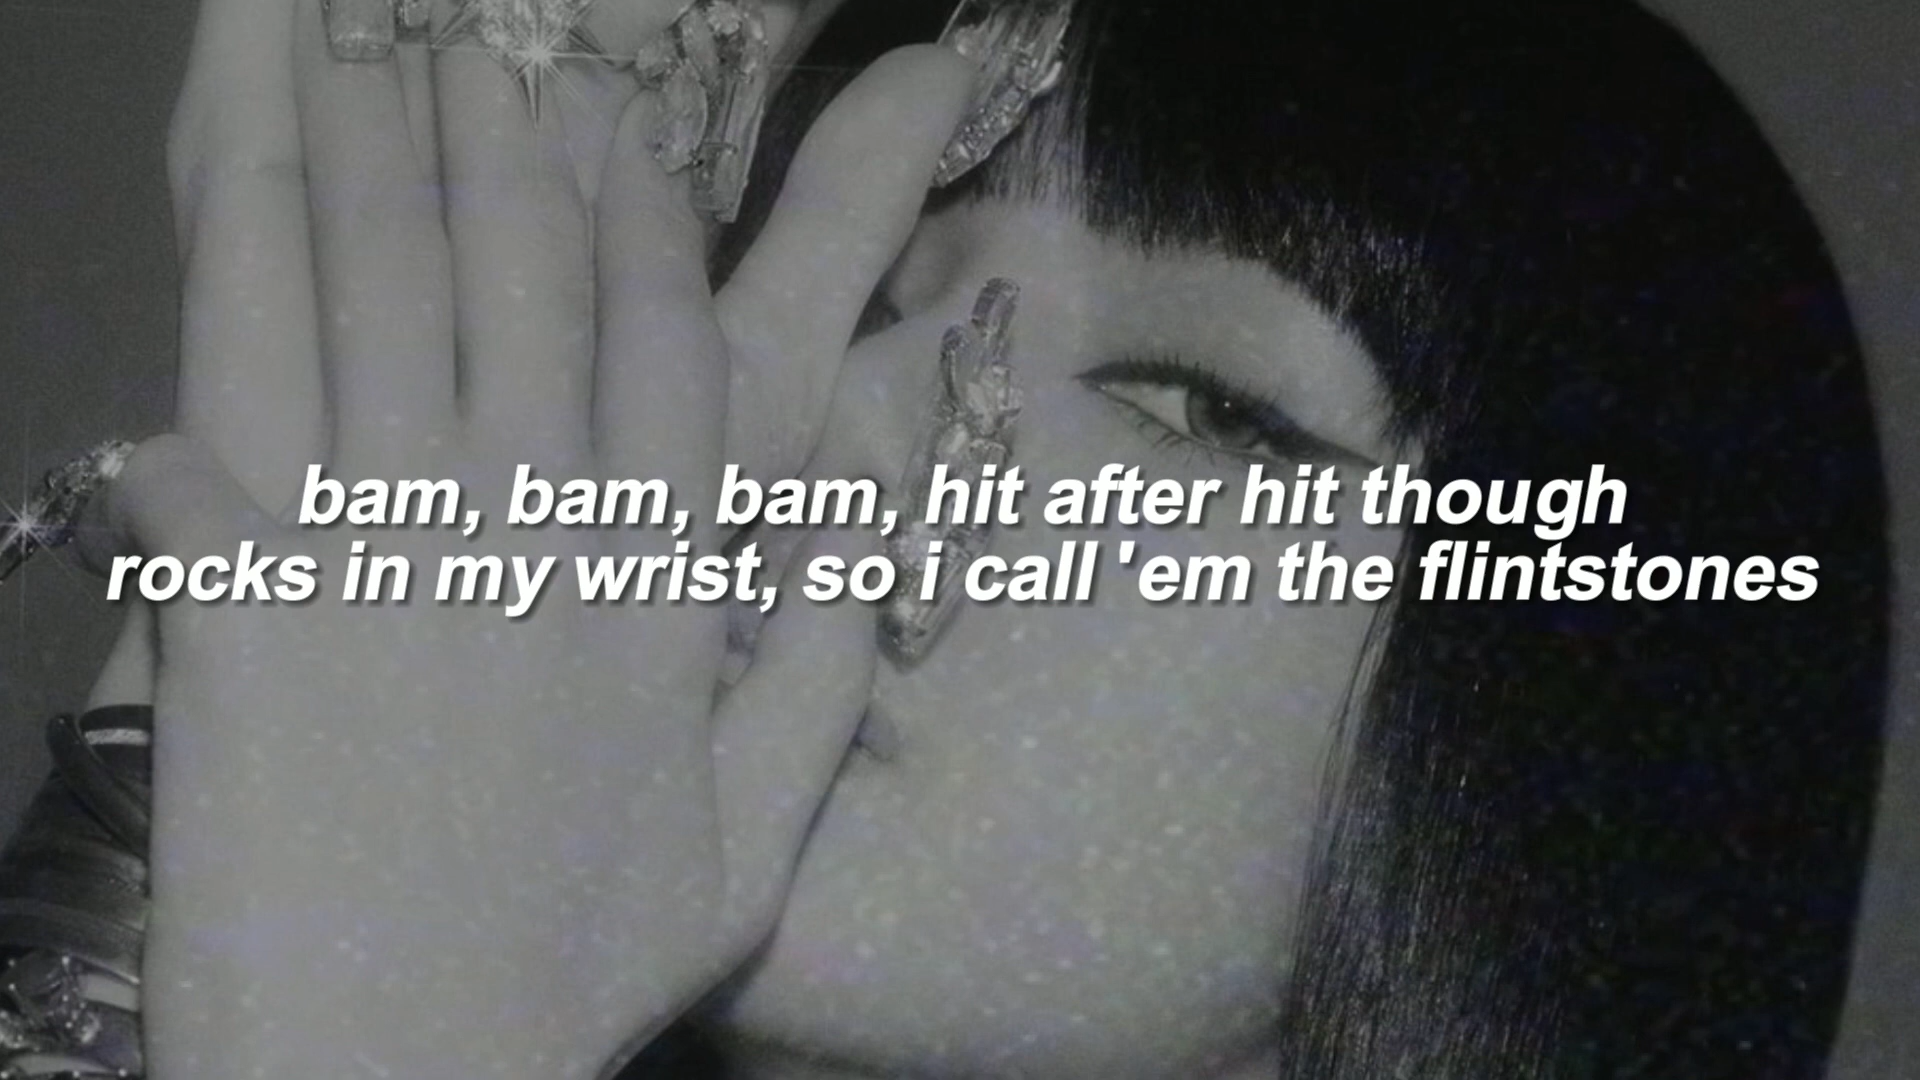 bam, bam, bam, hit after hit though
rocks in my wrist, so i call 'em the flintstones